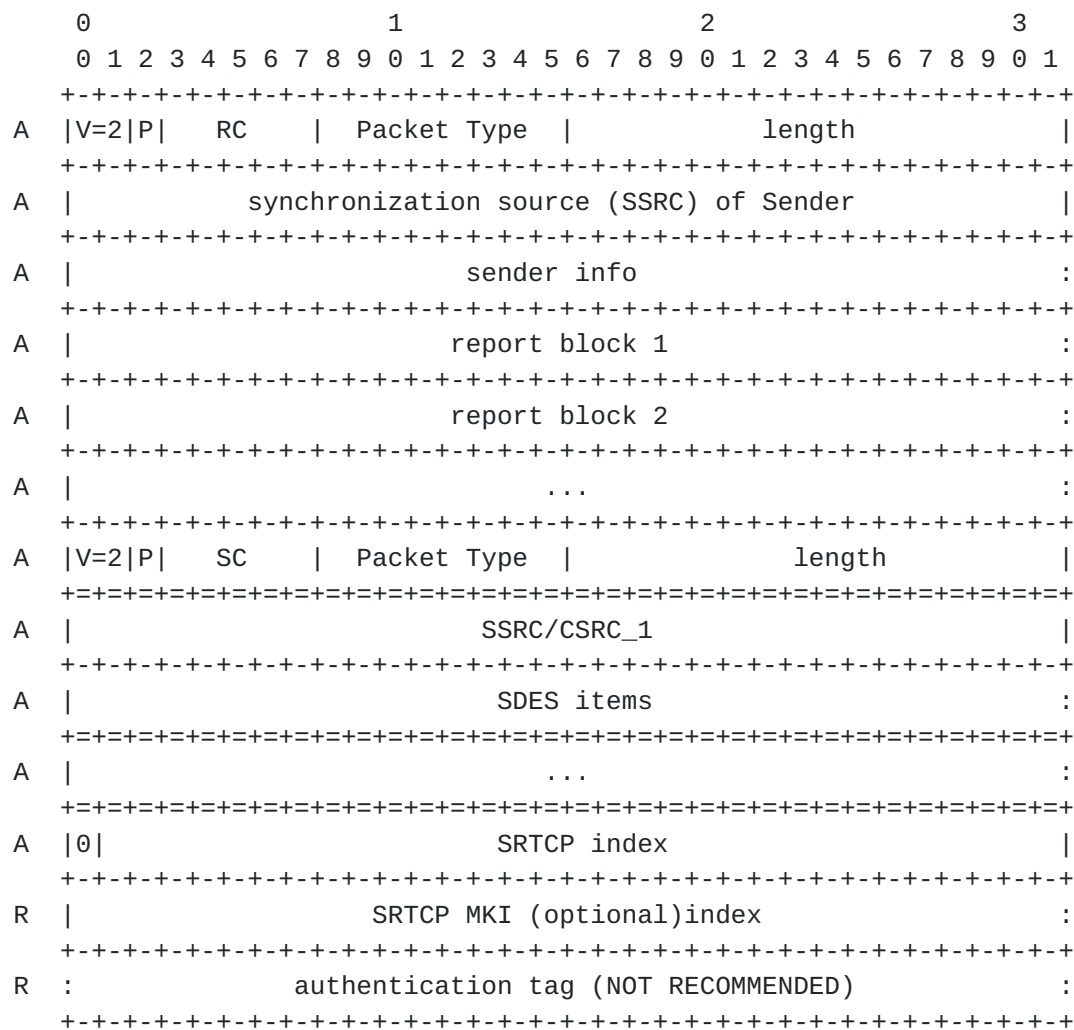 0                   1                   2                   3
     0 1 2 3 4 5 6 7 8 9 0 1 2 3 4 5 6 7 8 9 0 1 2 3 4 5 6 7 8 9 0 1
    +-+-+-+-+-+-+-+-+-+-+-+-+-+-+-+-+-+-+-+-+-+-+-+-+-+-+-+-+-+-+-+-+
A   |V=2|P|   RC    |  Packet Type  |            length             |
    +-+-+-+-+-+-+-+-+-+-+-+-+-+-+-+-+-+-+-+-+-+-+-+-+-+-+-+-+-+-+-+-+
A   |           synchronization source (SSRC) of Sender             |
    +-+-+-+-+-+-+-+-+-+-+-+-+-+-+-+-+-+-+-+-+-+-+-+-+-+-+-+-+-+-+-+-+
A   |                         sender info                           :
    +-+-+-+-+-+-+-+-+-+-+-+-+-+-+-+-+-+-+-+-+-+-+-+-+-+-+-+-+-+-+-+-+
A   |                        report block 1                         :
    +-+-+-+-+-+-+-+-+-+-+-+-+-+-+-+-+-+-+-+-+-+-+-+-+-+-+-+-+-+-+-+-+
A   |                        report block 2                         :
    +-+-+-+-+-+-+-+-+-+-+-+-+-+-+-+-+-+-+-+-+-+-+-+-+-+-+-+-+-+-+-+-+
A   |                              ...                              :
    +-+-+-+-+-+-+-+-+-+-+-+-+-+-+-+-+-+-+-+-+-+-+-+-+-+-+-+-+-+-+-+-+
A   |V=2|P|   SC    |  Packet Type  |              length           |
    +=+=+=+=+=+=+=+=+=+=+=+=+=+=+=+=+=+=+=+=+=+=+=+=+=+=+=+=+=+=+=+=+
A   |                          SSRC/CSRC_1                          |
    +-+-+-+-+-+-+-+-+-+-+-+-+-+-+-+-+-+-+-+-+-+-+-+-+-+-+-+-+-+-+-+-+
A   |                           SDES items                          :
    +=+=+=+=+=+=+=+=+=+=+=+=+=+=+=+=+=+=+=+=+=+=+=+=+=+=+=+=+=+=+=+=+
A   |                              ...                              :
    +=+=+=+=+=+=+=+=+=+=+=+=+=+=+=+=+=+=+=+=+=+=+=+=+=+=+=+=+=+=+=+=+
A   |0|                         SRTCP index                         |
    +-+-+-+-+-+-+-+-+-+-+-+-+-+-+-+-+-+-+-+-+-+-+-+-+-+-+-+-+-+-+-+-+
R   |                   SRTCP MKI (optional)index                   :
    +-+-+-+-+-+-+-+-+-+-+-+-+-+-+-+-+-+-+-+-+-+-+-+-+-+-+-+-+-+-+-+-+
R   :              authentication tag (NOT RECOMMENDED)             :
    +-+-+-+-+-+-+-+-+-+-+-+-+-+-+-+-+-+-+-+-+-+-+-+-+-+-+-+-+-+-+-+-+